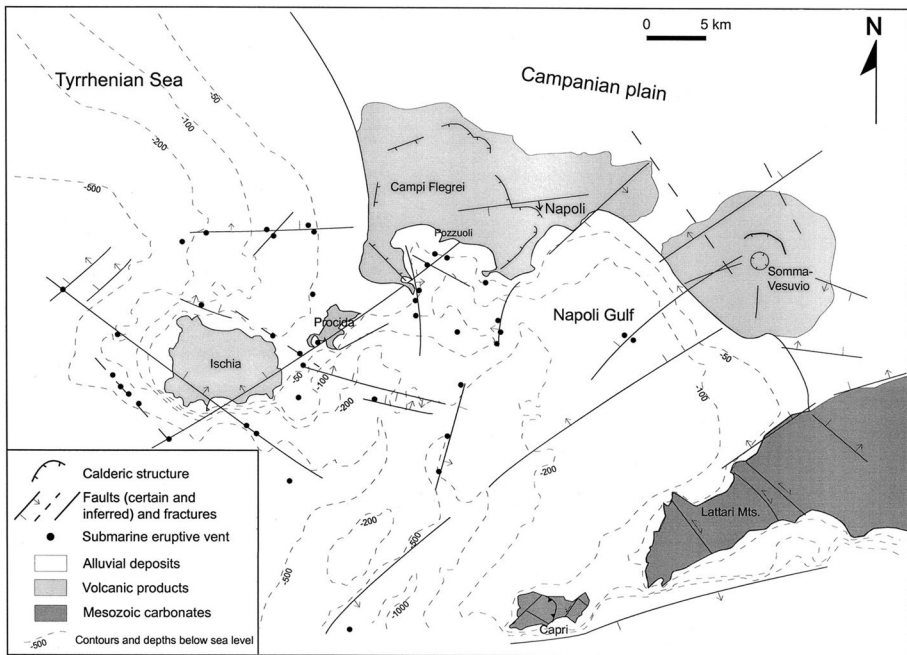 0 5 km
N
Tyrrhenian Sea
Campanian plain
-50
-100
-200
-500
Campi Flegrei
Napoli
Pozzuoli
Somma-
Vesuvio
Procida
Napoli Gulf
Ischia
-50
-100
-200
-50
-100
-200
-200
-500
-500
-1000
Lattari Mts.
Capri
Calderic structure
Faults (certain and
inferred) and fractures
Submarine eruptive vent
Alluvial deposits
Volcanic products
Mesozoic carbonates
-500 Contours and depths below sea level